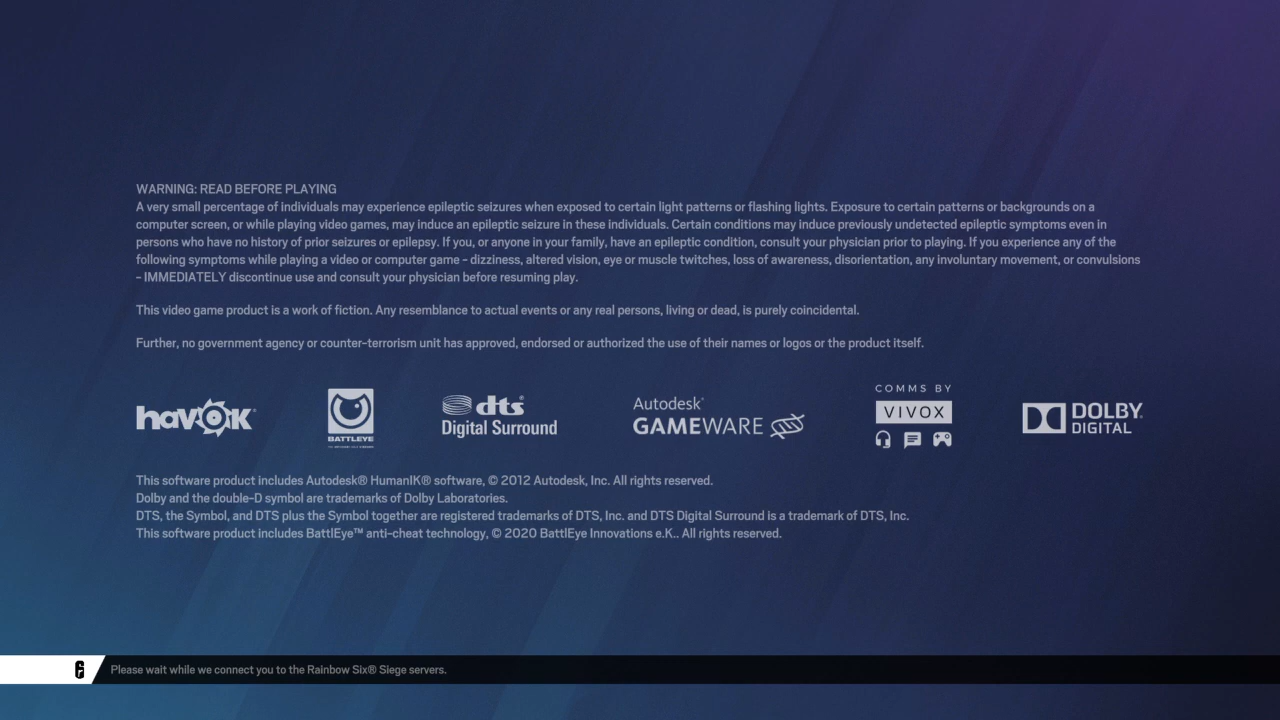 WARNING: READ BEFORE PLAYING
A very small percentage of individuals may experience epileptic seizures when exposed to certain light patterns or flashing lights. Exposure to certain patterns or backgrounds on a
computer screen, or while playing video games, may induce an epileptic seizure in these individuals. Certain conditions may induce previously undetected epileptic symptoms even in
persons who have no history of prior seizures or epilepsy. If you, or anyone in your family, have an epileptic condition, consult your physician prior to playing. If you experience any of the
following symptoms while playing a video or computer game - dizziness, altered vision, eye or muscle twitches, loss of awareness, disorientation, any involuntary movement, or convulsions
- IMMEDIATELY discontinue use and consult your physician before resuming play.
This video game product is a work of fiction. Any resemblance to actual events or any real persons, living or dead, is purely coincidental.
Further, no government agency or counter-terrorism unit has approved, endorsed or authorized the use of their names or logos or the product itself.
havok®
BATTLEYE
dts®
Digital Surround
Autodesk®
GAMEWARE
COMMS BY
VIVOX
DOLBY®
DIGITAL
This software product includes Autodesk® HumanIK® software, © 2012 Autodesk, Inc. All rights reserved.
Dolby and the double-D symbol are trademarks of Dolby Laboratories.
DTS, the Symbol, and DTS plus the Symbol together are registered trademarks of DTS, Inc. and DTS Digital Surround is a trademark of DTS, Inc.
This software product includes BattlEye™ anti-cheat technology, © 2020 BattlEye Innovations e.K.. All rights reserved.
6 Please wait while we connect you to the Rainbow Six® Siege servers.